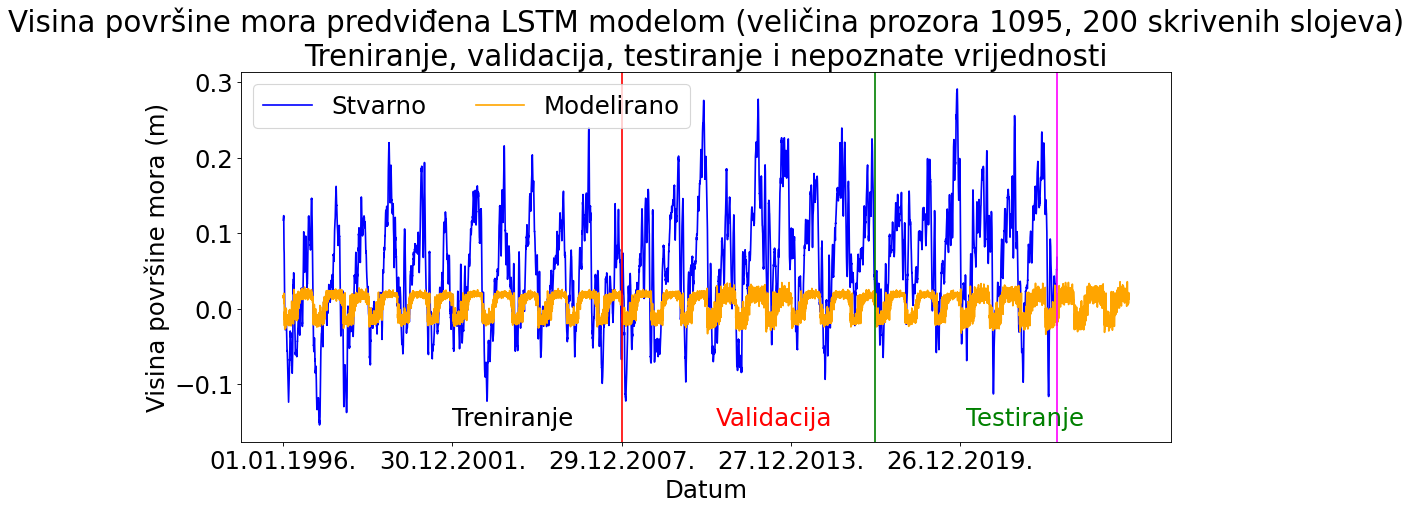 Visina površine mora predviđena LSTM modelom (veličina prozora 1095, 200 skrivenih slojeva)
Treniranje, validacija, testiranje i nepoznate vrijednosti
Stvarno Modelirano
Visina površine mora (m)
0.3
0.2
0.1
0.0
−0.1
Treniranje Validacija Testiranje
01.01.1996. 30.12.2001. 29.12.2007. 27.12.2013. 26.12.2019.
Datum